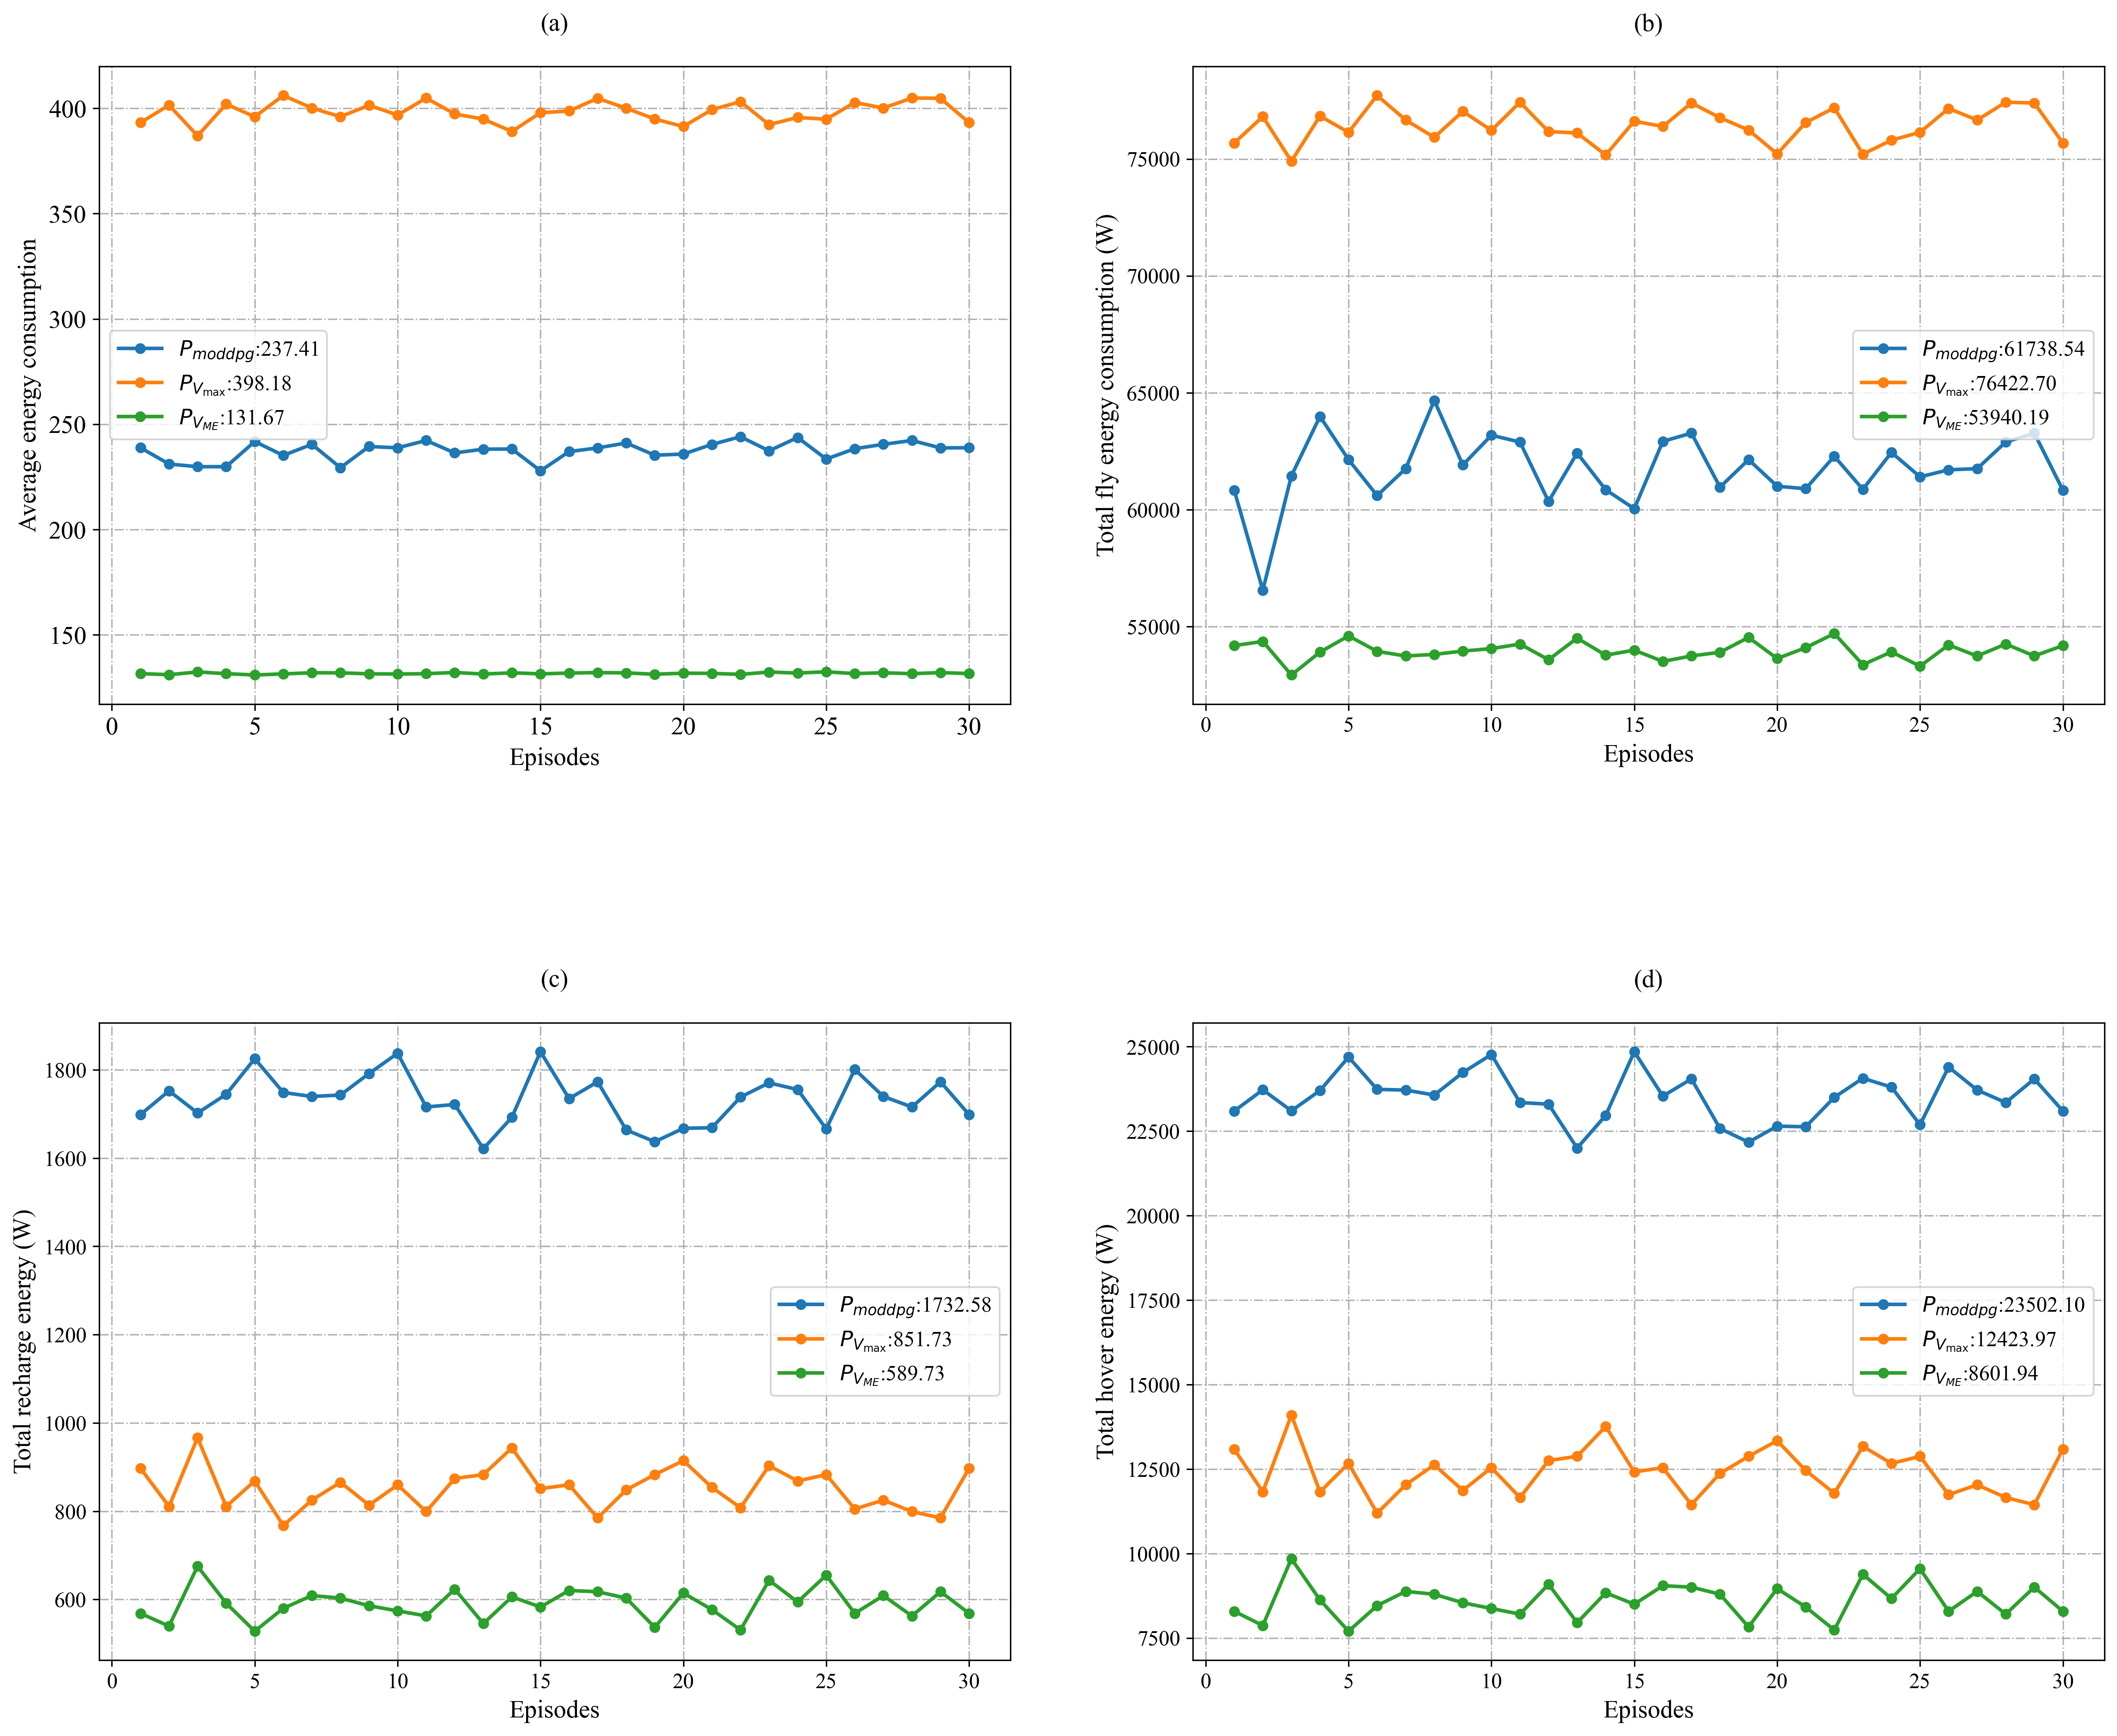 (a)
Average energy consumption
400
350
300
250
200
150
P_moddpg:237.41
P_Vmax:398.18
P_VME:131.67
0 5 10 15 20 25 30
Episodes
(b)
Total fly energy consumption (W)
75000
70000
65000
60000
55000
P_moddpg:61738.54
P_Vmax:76422.70
P_VME:53940.19
0 5 10 15 20 25 30
Episodes
(c)
Total recharge energy (W)
1800
1600
1400
1200
1000
800
600
P_moddpg:1732.58
P_Vmax:851.73
P_VME:589.73
0 5 10 15 20 25 30
Episodes
(d)
Total hover energy (W)
25000
22500
20000
17500
15000
12500
10000
7500
P_moddpg:23502.10
P_Vmax:12423.97
P_VME:8601.94
0 5 10 15 20 25 30
Episodes